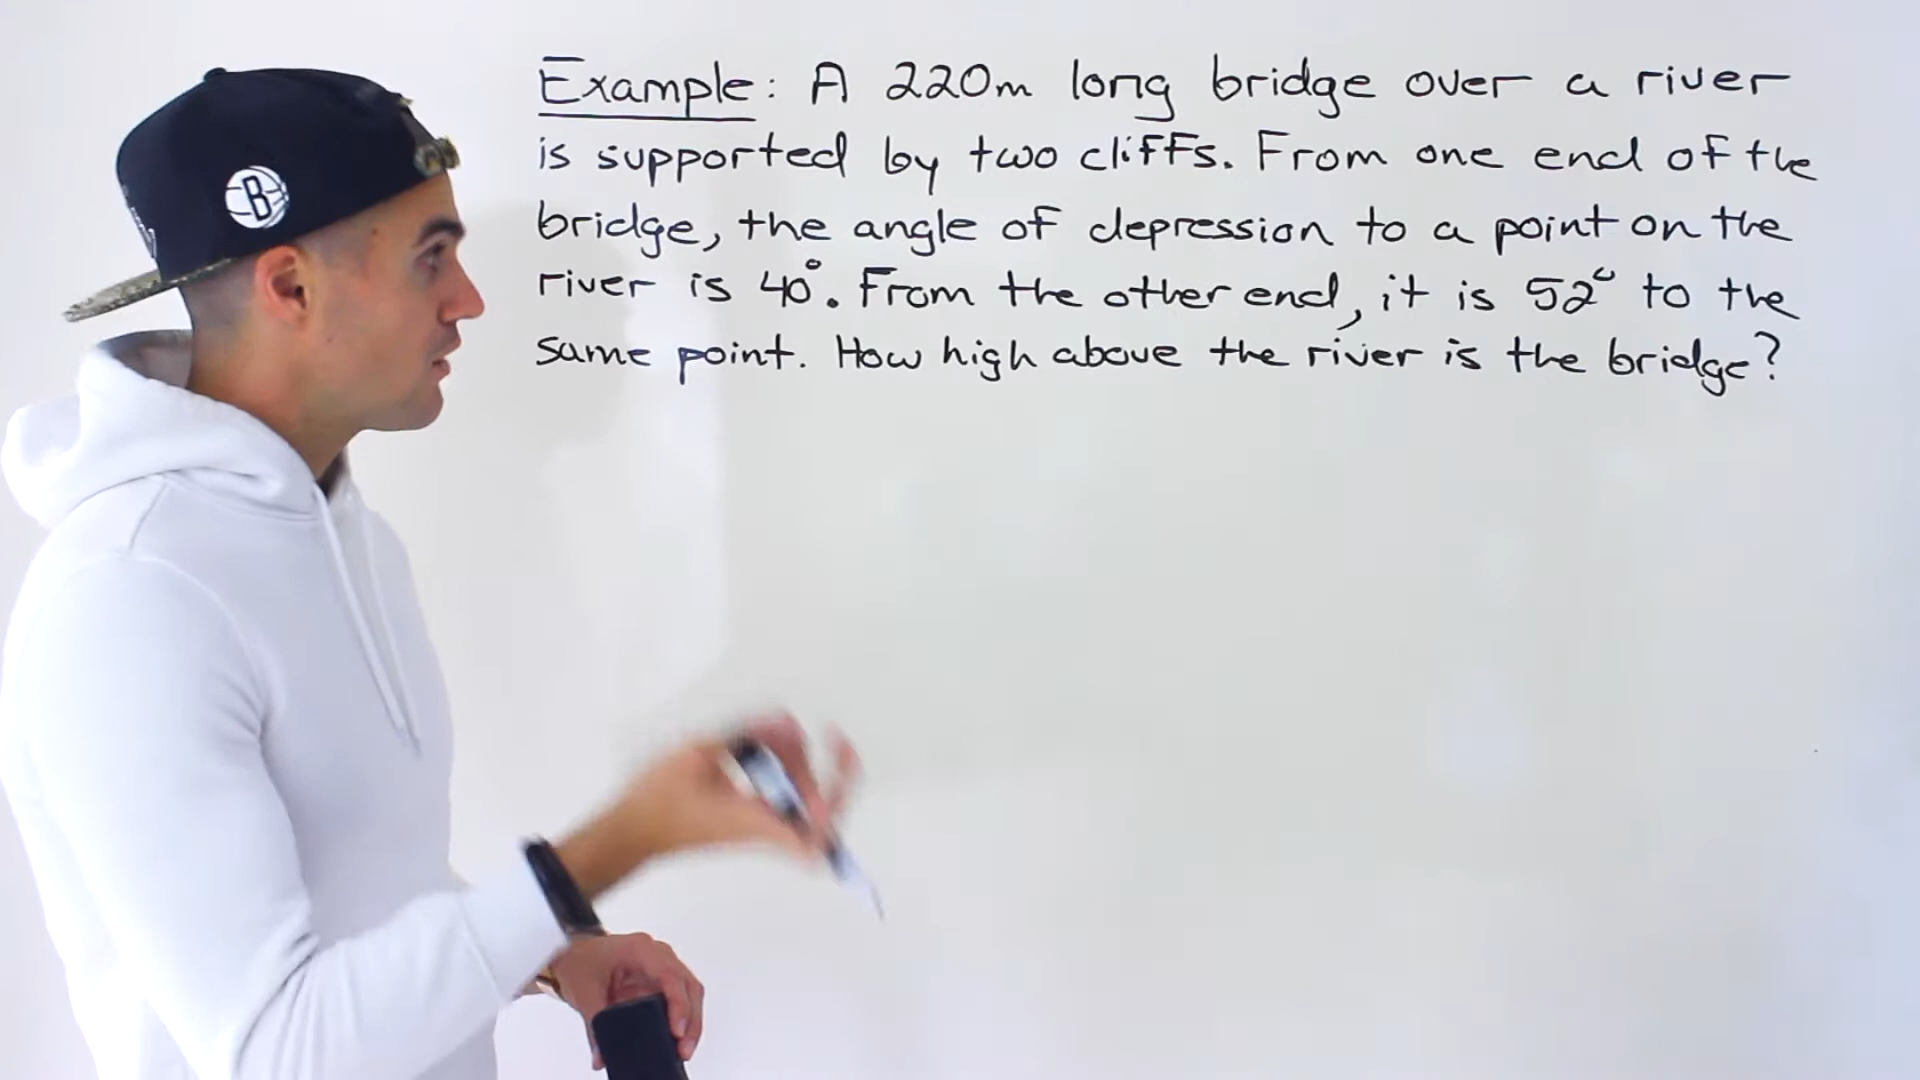 Example: A 220m long bridge over a river
is supported by two cliffs. From one end of the
bridge, the angle of depression to a point on the
river is 40°. From the other end, it is 52° to the
same point. How high above the river is the bridge?
B